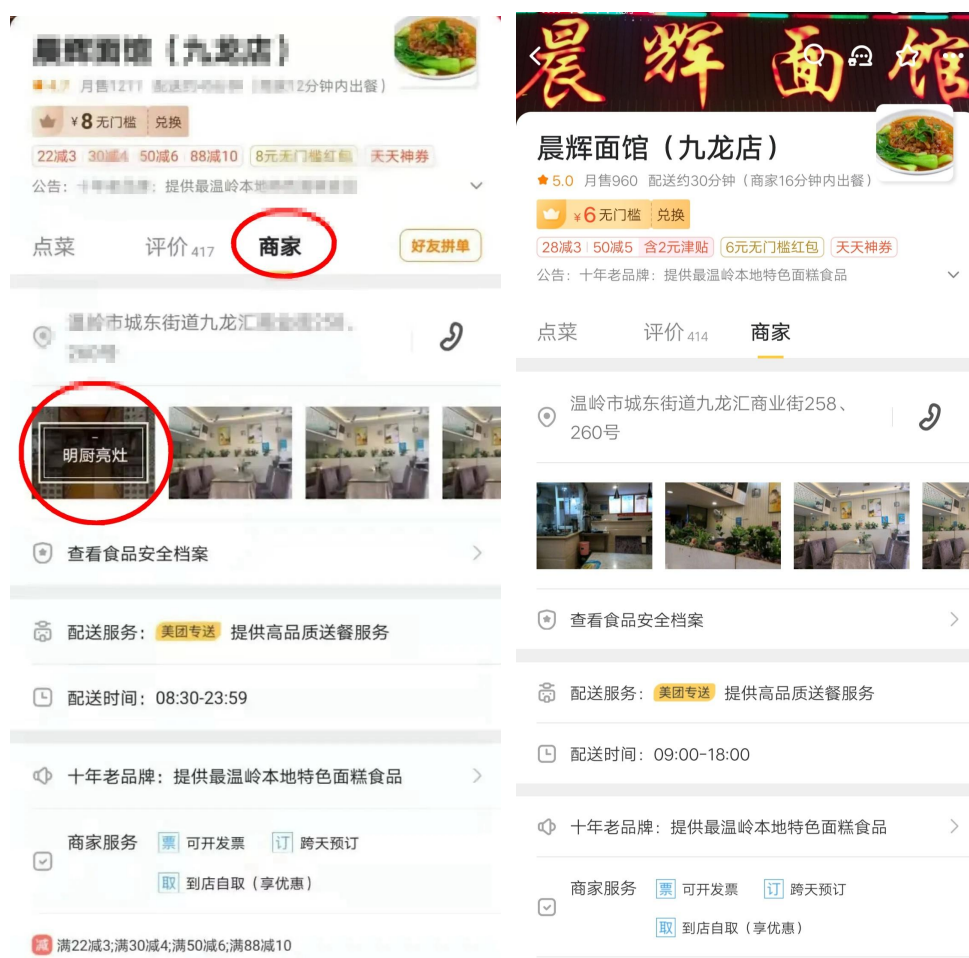 晨辉面馆（九龙店）
月售1211
12分钟内出餐）
¥8无门槛 兑换
22减3 30减4 50减6 88减10 8元无门槛红包 天天神券
公告： 提供最温岭本地
点菜 评价 417 商家 好友拼单
市城东街道九龙汇
260号
明厨亮灶
查看食品安全档案
配送服务： 美团专送 提供高品质送餐服务
配送时间：08:30-23:59
十年老品牌：提供最温岭本地特色面糕食品
商家服务 票 可开发票 订 跨天预订
取 到店自取（享优惠）
减 满22减3;满30减4;满50减6;满88减10
晨辉面馆
晨辉面馆（九龙店）
5.0 月售960 配送约30分钟（商家16分钟内出餐）
¥6无门槛 兑换
28减3 50减5 含2元津贴 6元无门槛红包 天天神券
公告：十年老品牌：提供最温岭本地特色面糕食品
点菜 评价 414 商家
温岭市城东街道九龙汇商业街258、
260号
查看食品安全档案
配送服务： 美团专送 提供高品质送餐服务
配送时间：09:00-18:00
十年老品牌：提供最温岭本地特色面糕食品
商家服务 票 可开发票 订 跨天预订
取 到店自取（享优惠）